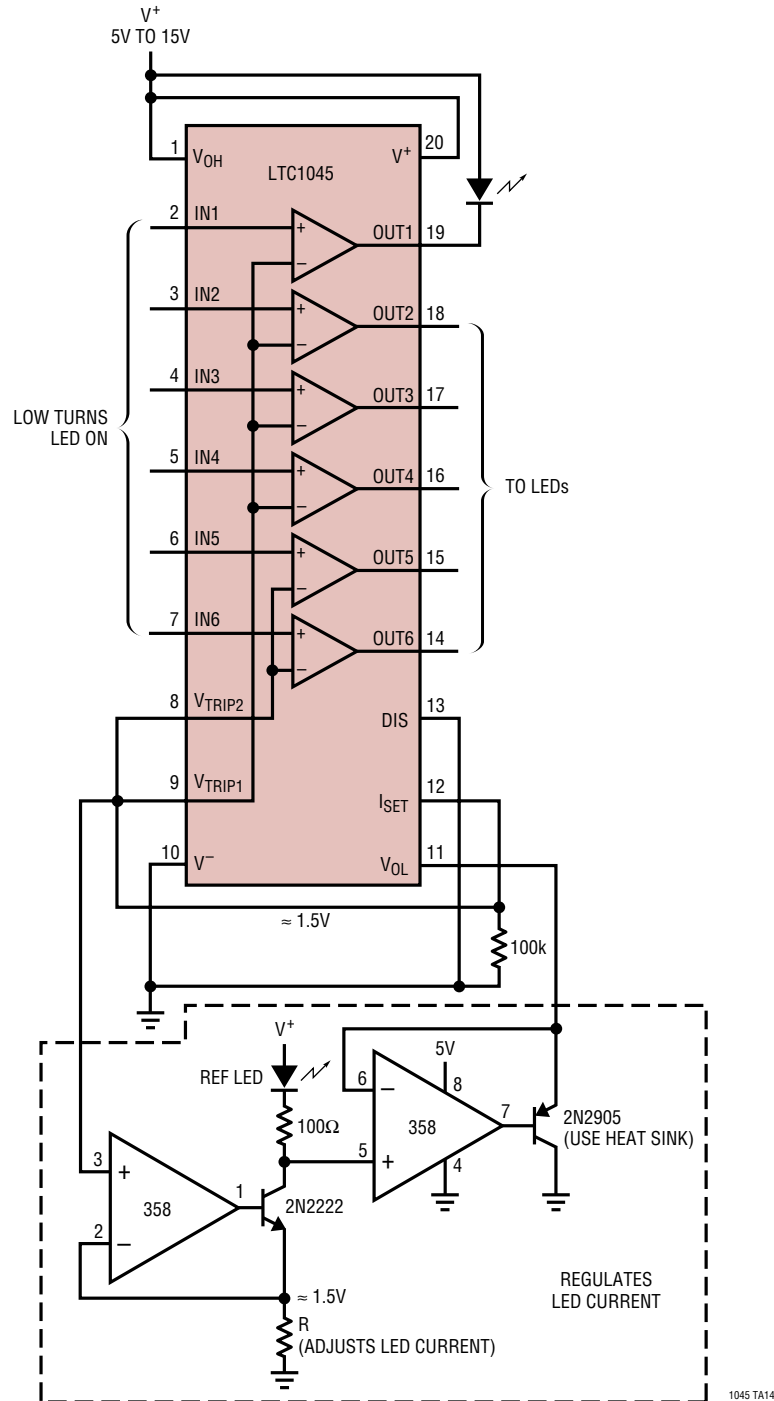 V+
5V TO 15V
1
VOH
LTC1045
V+
20
2
IN1
+
−
OUT1
19
3
IN2
+
−
OUT2
18
4
IN3
+
−
OUT3
17
LOW TURNS
LED ON
5
IN4
+
−
OUT4
16
TO LEDs
6
IN5
+
−
OUT5
15
7
IN6
+
−
OUT6
14
8
VTRIP2
DIS
13
9
VTRIP1
ISET
12
10
V−
VOL
11
≈ 1.5V
100k
V+
REF LED
100Ω
5V
6
−
8
358
7
2N2905
(USE HEAT SINK)
5
+
4
3
+
358
1
2N2222
2
−
≈ 1.5V
R
(ADJUSTS LED CURRENT)
REGULATES
LED CURRENT
1045 TA14